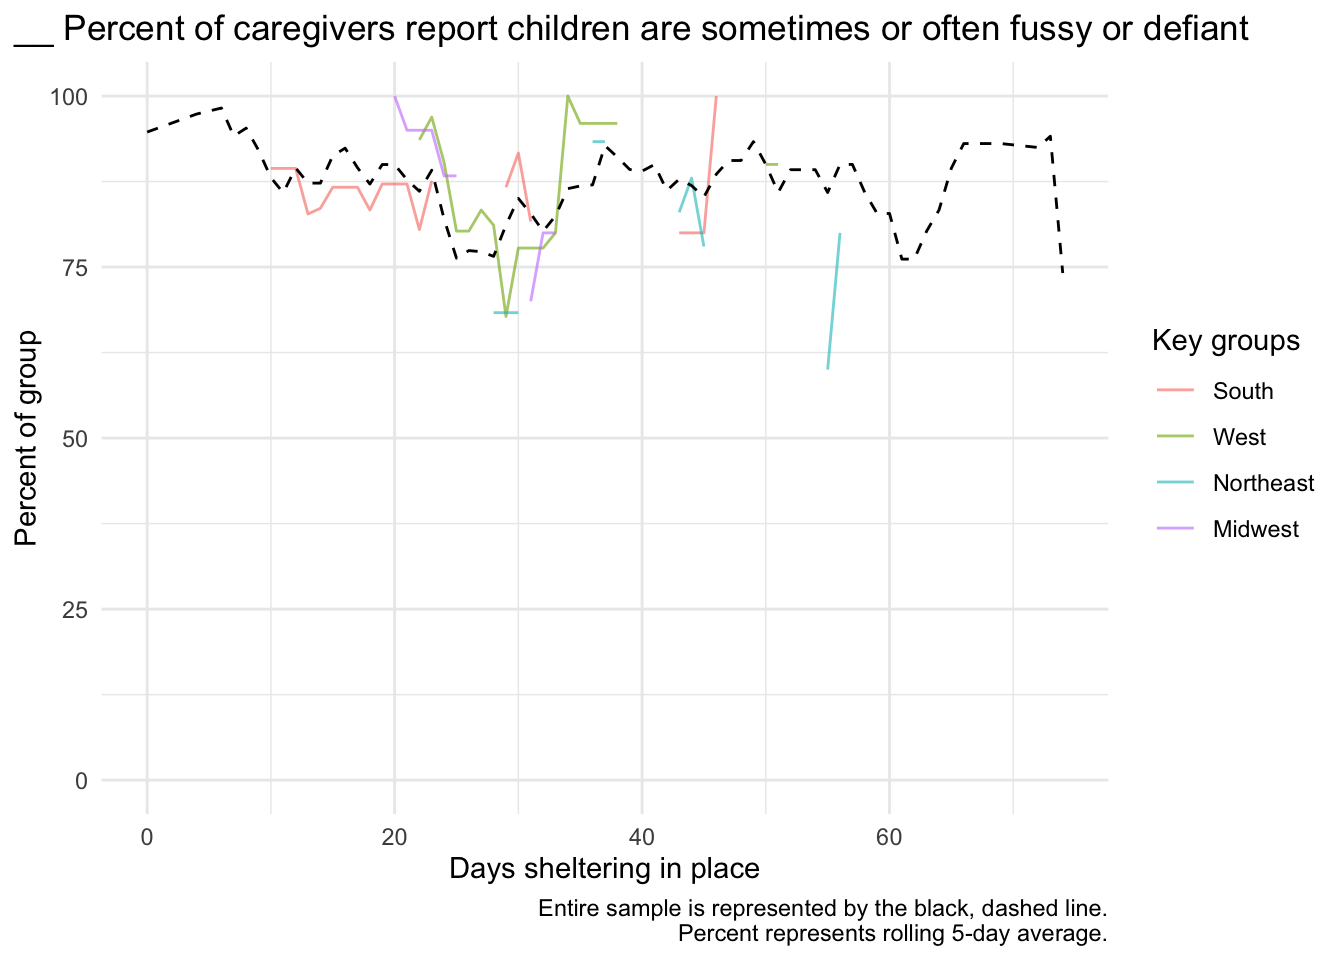 __ Percent of caregivers report children are sometimes or often fussy or defiant
Percent of group
100
75
50
25
0
0 20 40 60
Days sheltering in place
Key groups
South
West
Northeast
Midwest
Entire sample is represented by the black, dashed line.
Percent represents rolling 5-day average.